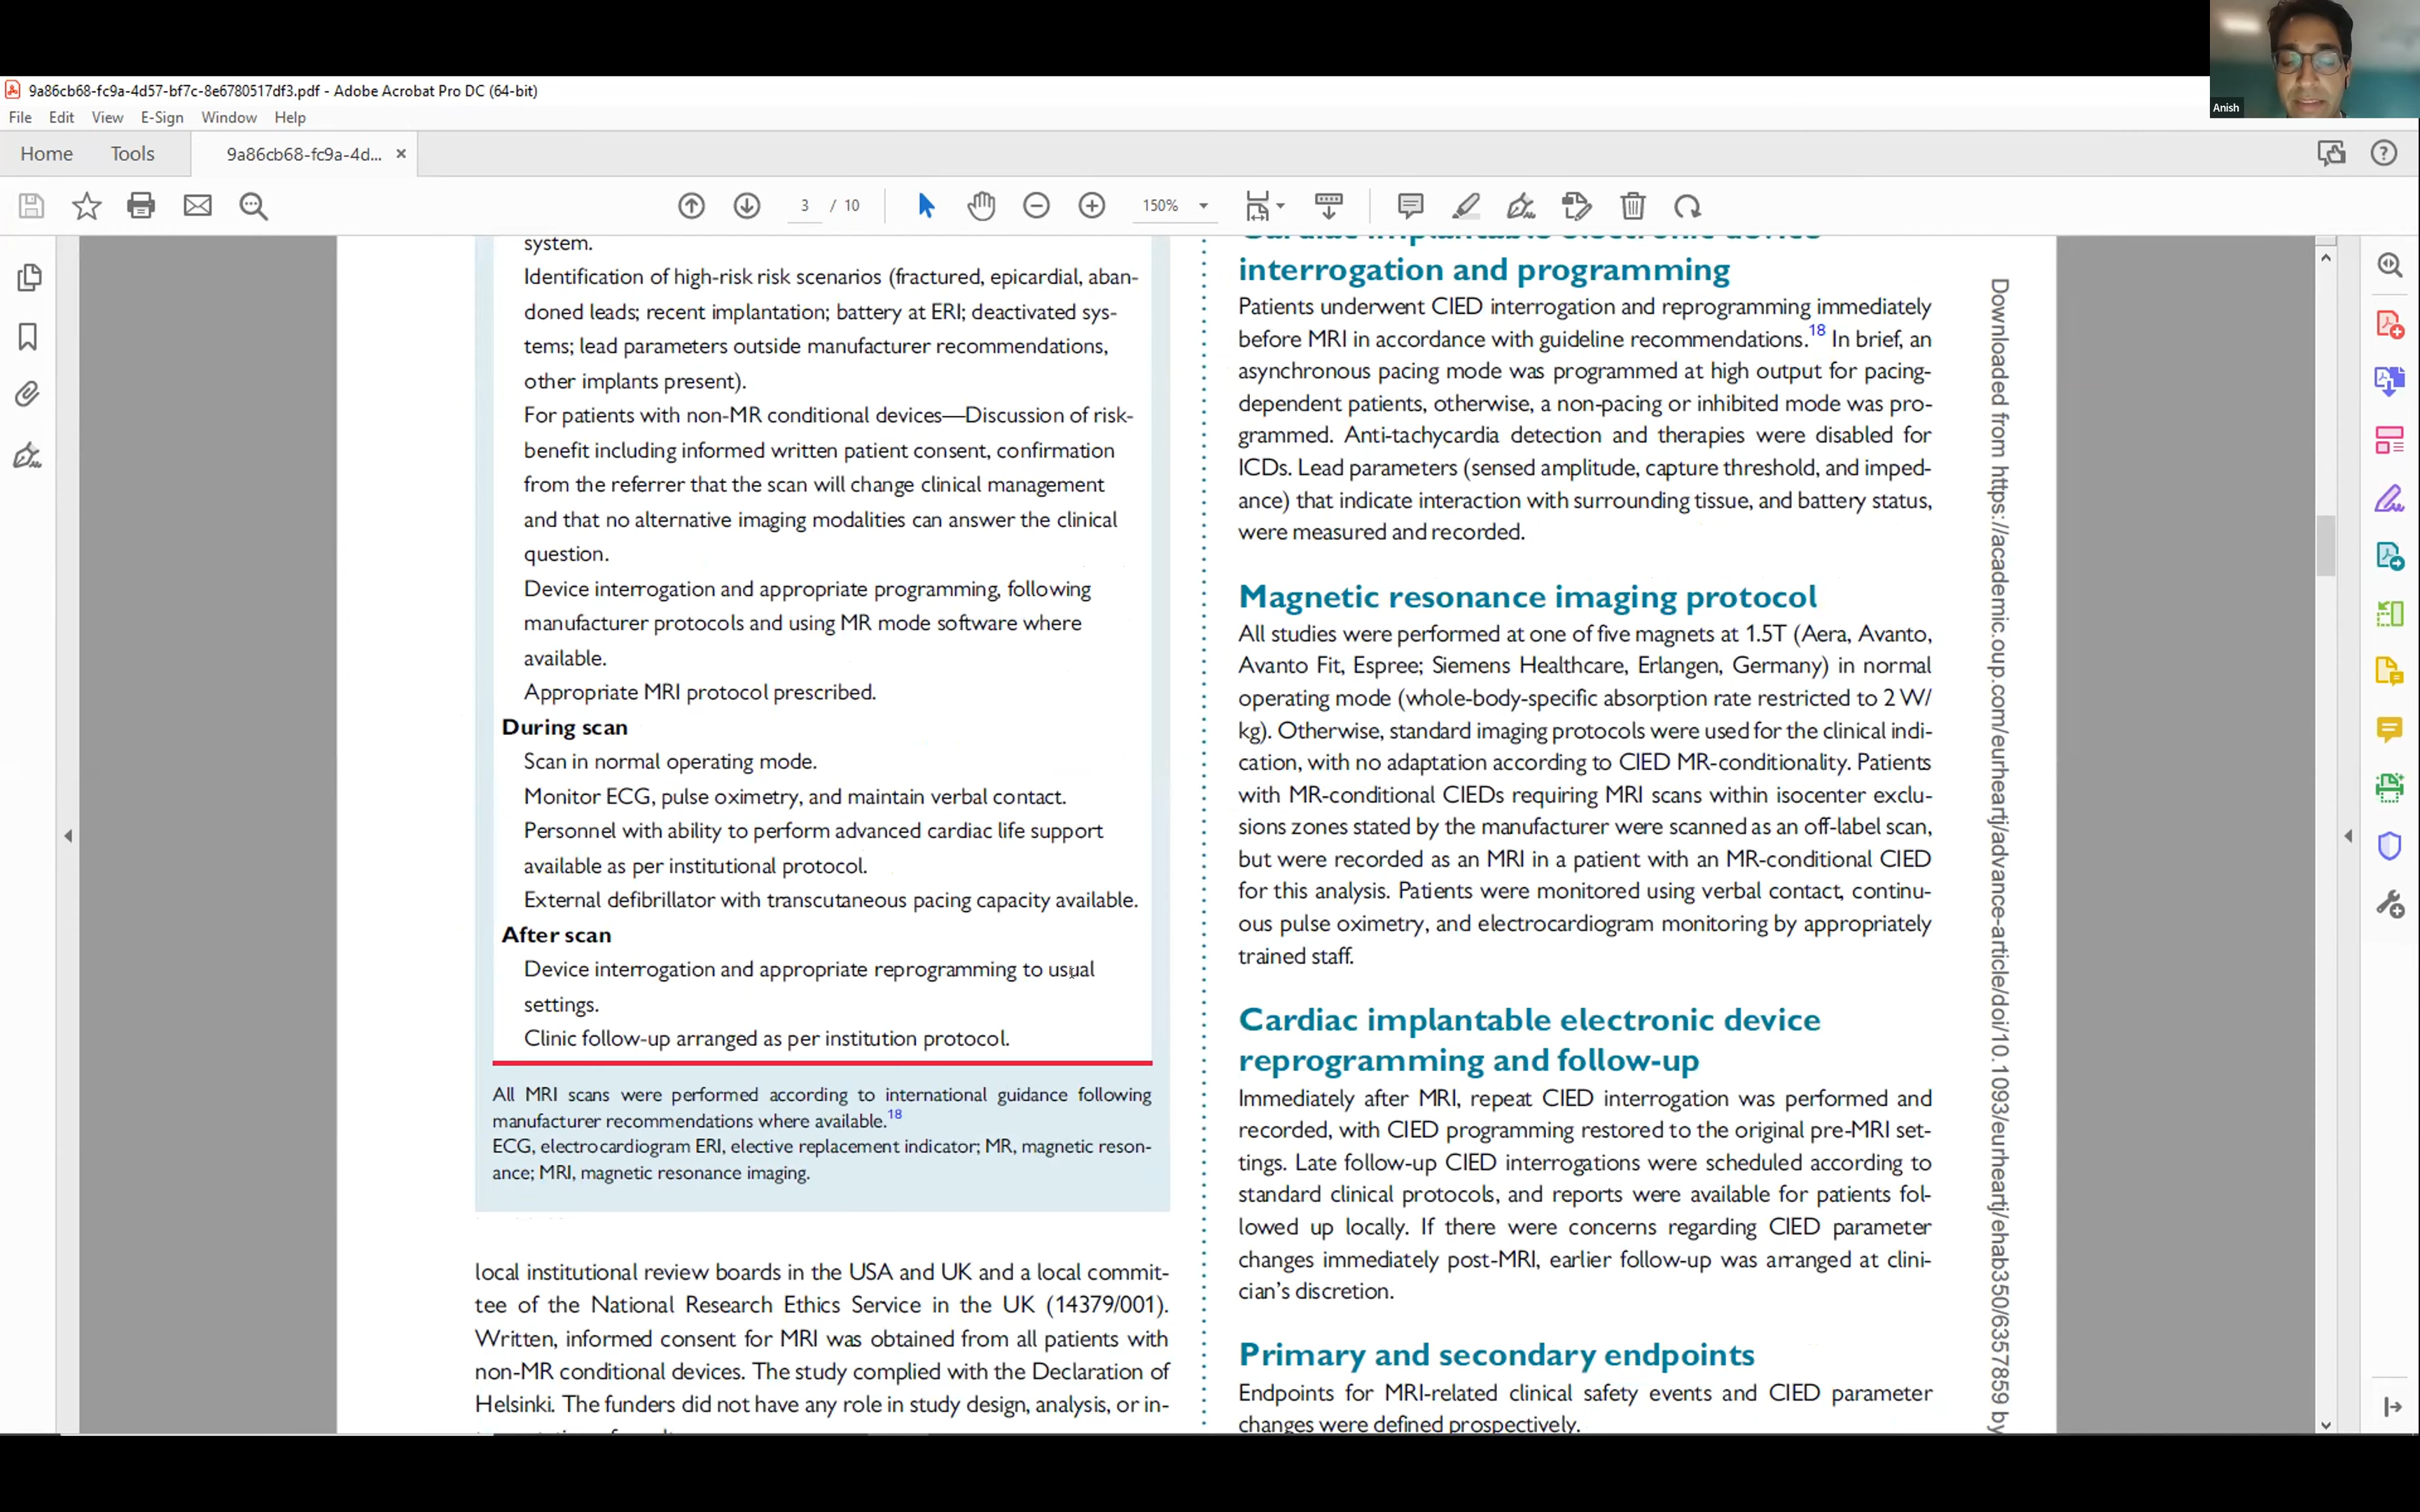 Anish
9a86cb68-fc9a-4d57-bf7c-8e6780517df3.pdf - Adobe Acrobat Pro DC (64-bit)
File Edit View E-Sign Window Help
Home Tools 9a86cb68-fc9a-4d... ×
3 / 10 150%
system.
Identification of high-risk risk scenarios (fractured, epicardial, aban-
doned leads; recent implantation; battery at ERI; deactivated sys-
tems; lead parameters outside manufacturer recommendations,
other implants present).
For patients with non-MR conditional devices—Discussion of risk-
benefit including informed written patient consent, confirmation
from the referrer that the scan will change clinical management
and that no alternative imaging modalities can answer the clinical
question.
Device interrogation and appropriate programming, following
manufacturer protocols and using MR mode software where
available.
Appropriate MRI protocol prescribed.
During scan
Scan in normal operating mode.
Monitor ECG, pulse oximetry, and maintain verbal contact.
Personnel with ability to perform advanced cardiac life support
available as per institutional protocol.
External defibrillator with transcutaneous pacing capacity available.
After scan
Device interrogation and appropriate reprogramming to usual
settings.
Clinic follow-up arranged as per institution protocol.
All MRI scans were performed according to international guidance following
manufacturer recommendations where available.18
ECG, electrocardiogram ERI, elective replacement indicator; MR, magnetic reson-
ance; MRI, magnetic resonance imaging.
local institutional review boards in the USA and UK and a local commit-
tee of the National Research Ethics Service in the UK (14379/001).
Written, informed consent for MRI was obtained from all patients with
non-MR conditional devices. The study complied with the Declaration of
Helsinki. The funders did not have any role in study design, analysis, or in-
Cardiac implantable electronic device
interrogation and programming
Patients underwent CIED interrogation and reprogramming immediately
before MRI in accordance with guideline recommendations.18 In brief, an
asynchronous pacing mode was programmed at high output for pacing-
dependent patients, otherwise, a non-pacing or inhibited mode was pro-
grammed. Anti-tachycardia detection and therapies were disabled for
ICDs. Lead parameters (sensed amplitude, capture threshold, and imped-
ance) that indicate interaction with surrounding tissue, and battery status,
were measured and recorded.
Magnetic resonance imaging protocol
All studies were performed at one of five magnets at 1.5T (Aera, Avanto,
Avanto Fit, Espree; Siemens Healthcare, Erlangen, Germany) in normal
operating mode (whole-body-specific absorption rate restricted to 2 W/
kg). Otherwise, standard imaging protocols were used for the clinical indi-
cation, with no adaptation according to CIED MR-conditionality. Patients
with MR-conditional CIEDs requiring MRI scans within isocenter exclu-
sions zones stated by the manufacturer were scanned as an off-label scan,
but were recorded as an MRI in a patient with an MR-conditional CIED
for this analysis. Patients were monitored using verbal contact, continu-
ous pulse oximetry, and electrocardiogram monitoring by appropriately
trained staff.
Cardiac implantable electronic device
reprogramming and follow-up
Immediately after MRI, repeat CIED interrogation was performed and
recorded, with CIED programming restored to the original pre-MRI set-
tings. Late follow-up CIED interrogations were scheduled according to
standard clinical protocols, and reports were available for patients fol-
lowed up locally. If there were concerns regarding CIED parameter
changes immediately post-MRI, earlier follow-up was arranged at clini-
cian's discretion.
Primary and secondary endpoints
Endpoints for MRI-related clinical safety events and CIED parameter
changes were defined prospectively.
Downloaded from https://academic.oup.com/eurheartj/advance-article/doi/10.1093/eurheartj/ehab350/6357859 by